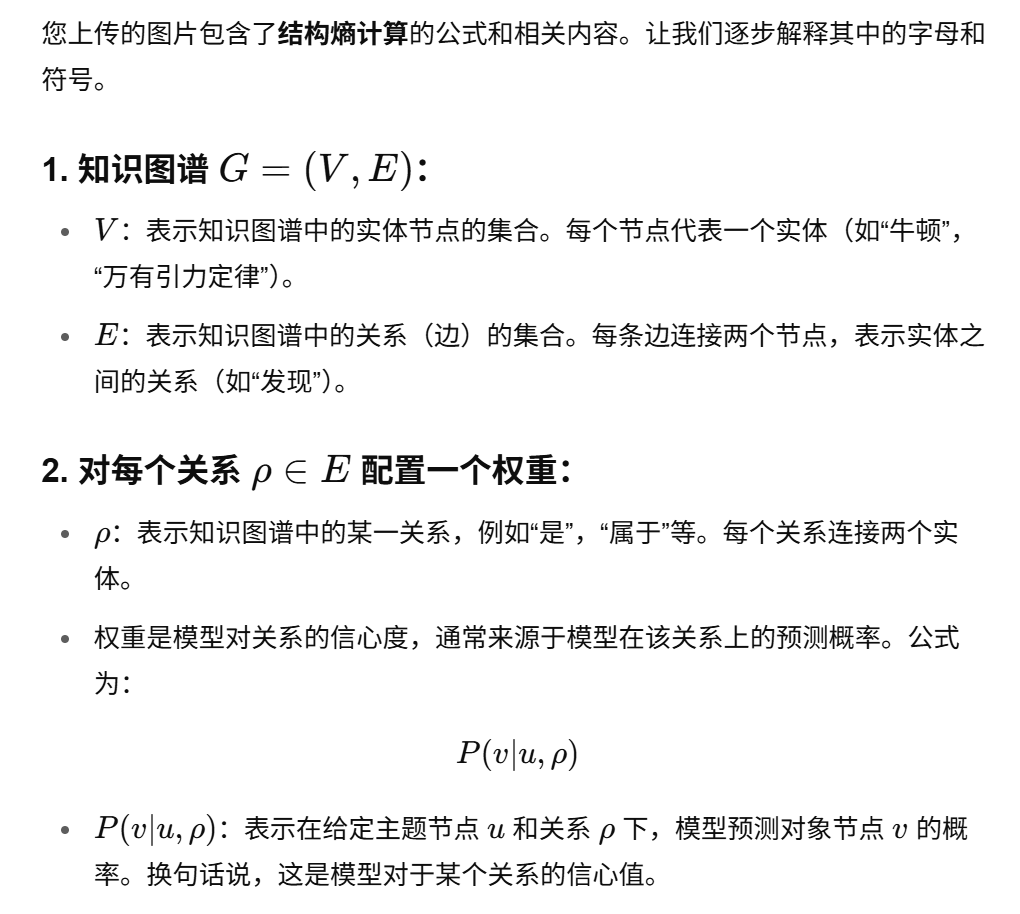 您上传的图片包含了结构熵计算的公式和相关内容。让我们逐步解释其中的字母和
符号。
1. 知识图谱 G = (V, E)：
• V：表示知识图谱中的实体节点的集合。每个节点代表一个实体（如“牛顿”，
“万有引力定律”）。
• E：表示知识图谱中的关系（边）的集合。每条边连接两个节点，表示实体之
间的关系（如“发现”）。
2. 对每个关系 ρ ∈ E 配置一个权重：
• ρ：表示知识图谱中的某一关系，例如“是”，“属于”等。每个关系连接两个实
体。
• 权重是模型对关系的信心度，通常来源于模型在该关系上的预测概率。公式
为：
P(v|u, ρ)
• P(v|u, ρ)：表示在给定主题节点 u 和关系 ρ 下，模型预测对象节点 v 的概
率。换句话说，这是模型对于某个关系的信心值。